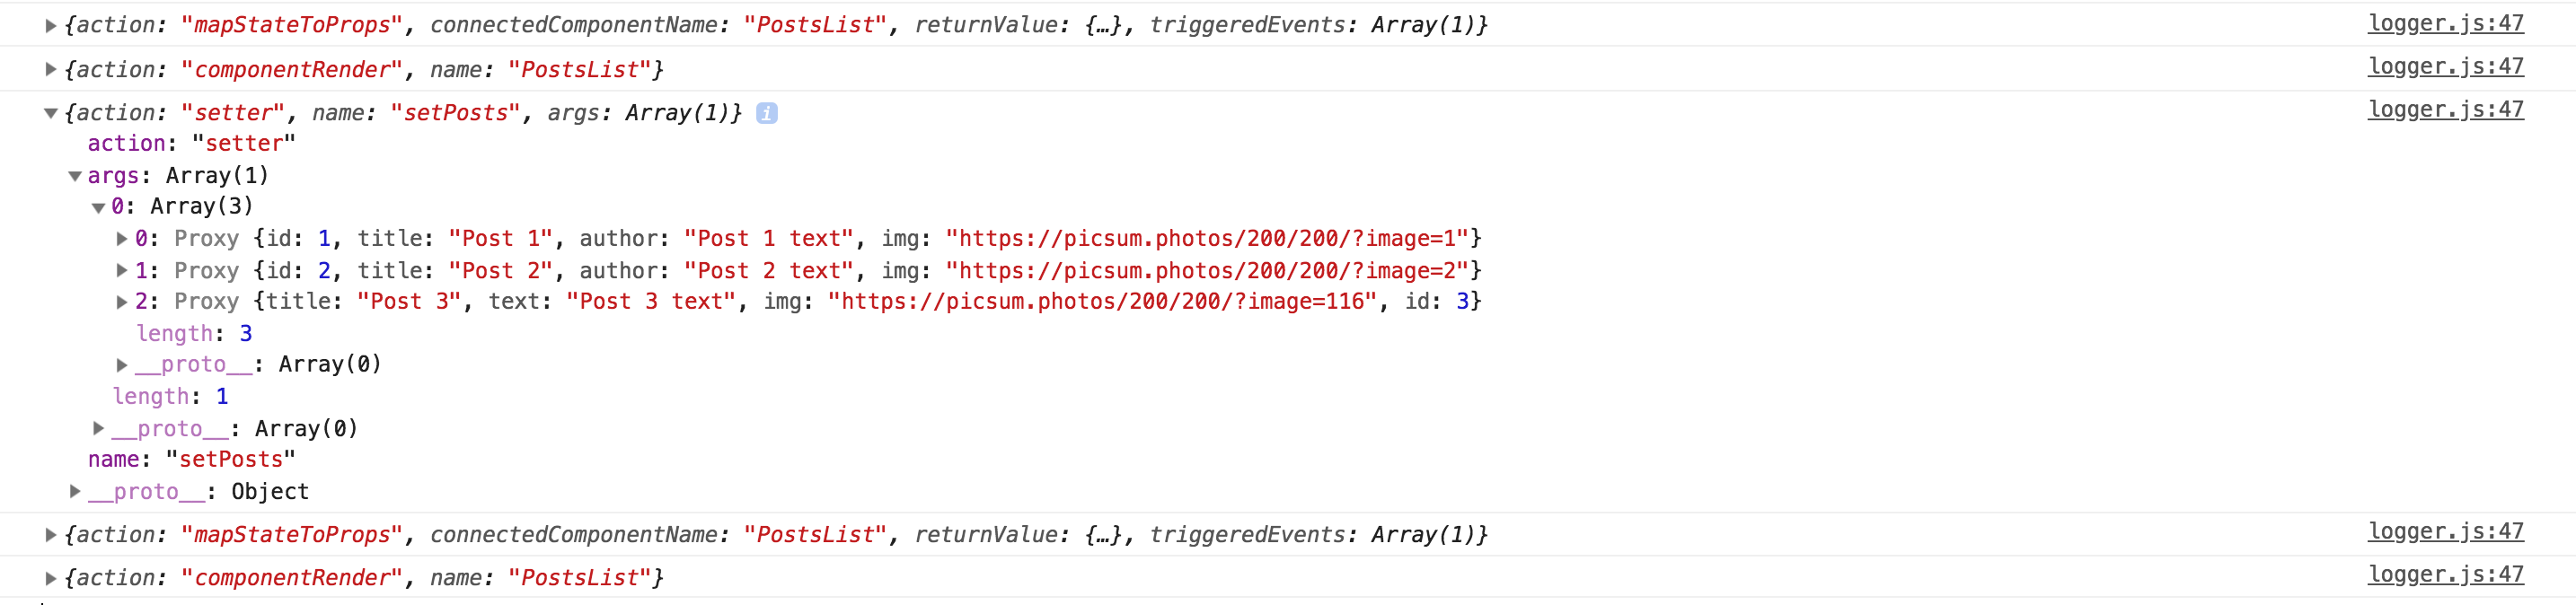 {action: "mapStateToProps", connectedComponentName: "PostsList", returnValue: {…}, triggeredEvents: Array(1)} logger.js:47
{action: "componentRender", name: "PostsList"} logger.js:47
{action: "setter", name: "setPosts", args: Array(1)} i logger.js:47
action: "setter"
args: Array(1)
0: Array(3)
0: Proxy {id: 1, title: "Post 1", author: "Post 1 text", img: "https://picsum.photos/200/200/?image=1"}
1: Proxy {id: 2, title: "Post 2", author: "Post 2 text", img: "https://picsum.photos/200/200/?image=2"}
2: Proxy {title: "Post 3", text: "Post 3 text", img: "https://picsum.photos/200/200/?image=116", id: 3}
length: 3
__proto__: Array(0)
length: 1
__proto__: Array(0)
name: "setPosts"
__proto__: Object
{action: "mapStateToProps", connectedComponentName: "PostsList", returnValue: {…}, triggeredEvents: Array(1)} logger.js:47
{action: "componentRender", name: "PostsList"} logger.js:47